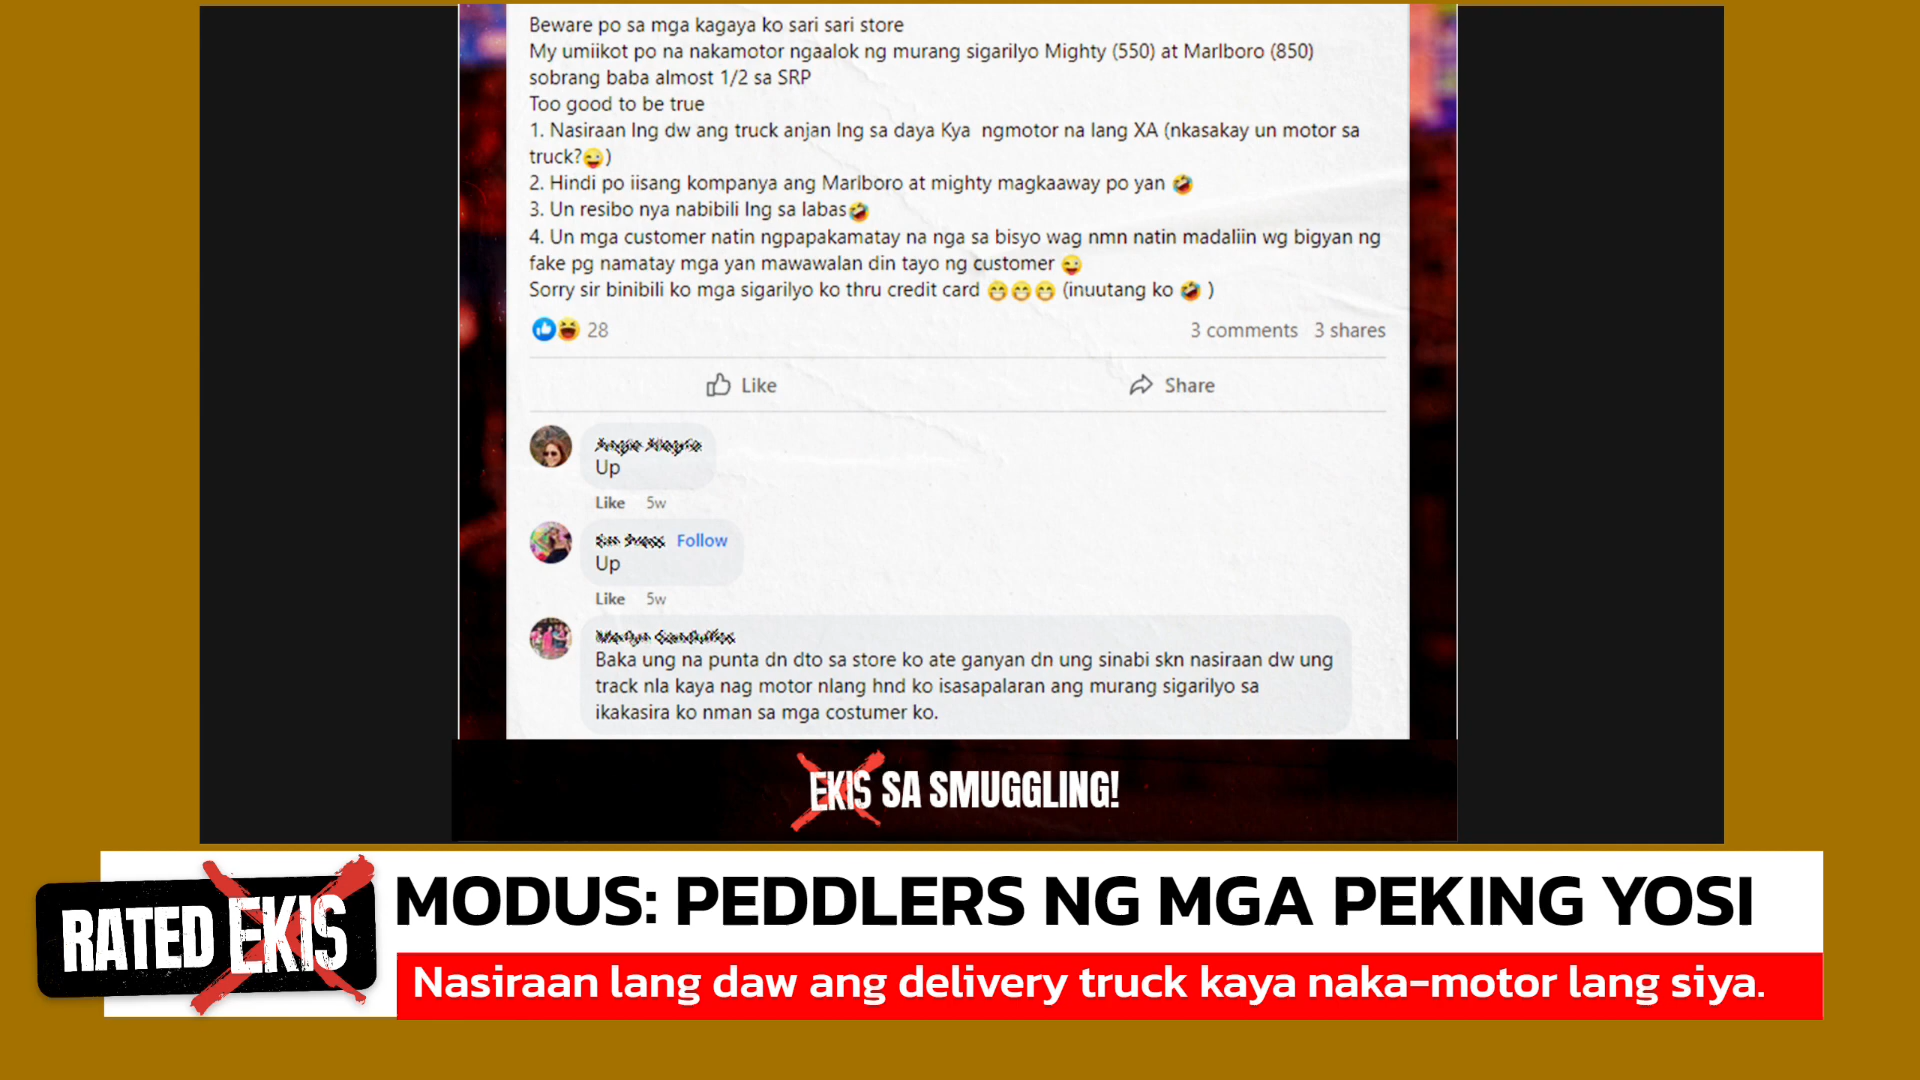 Beware po sa mga kagaya ko sari sari store
My umiikot po na nakamotor ngaalok ng murang sigarilyo Mighty (550) at Marlboro (850)
sobrang baba almost 1/2 sa SRP
Too good to be true
1. Nasiraan lng dw ang truck anjan lng sa daya Kya ngmotor na lang XA (nkasakay un motor sa
truck?😜)
2. Hindi po iisang kompanya ang Marlboro at mighty magkaaway po yan 🤣
3. Un resibo nya nabibili lng sa labas🤣
4. Un mga customer natin ngpapakamatay na nga sa bisyo wag nmn natin madaliin wg bigyan ng
fake pg namatay mga yan mawawalan din tayo ng customer 😜
Sorry sir binibili ko mga sigarilyo ko thru credit card 😁😁😁 (inuutang ko 🤣 )
28
3 comments 3 shares
Like
Share
Up
Like 5w
Follow
Up
Like 5w
Baka ung na punta dn dto sa store ko ate ganyan dn ung sinabi skn nasiraan dw ung
track nla kaya nag motor nlang hnd ko isasapalaran ang murang sigarilyo sa
ikakasira ko nman sa mga costumer ko.
EKIS SA SMUGGLING!
RATED EKIS
MODUS: PEDDLERS NG MGA PEKING YOSI
Nasiraan lang daw ang delivery truck kaya naka-motor lang siya.